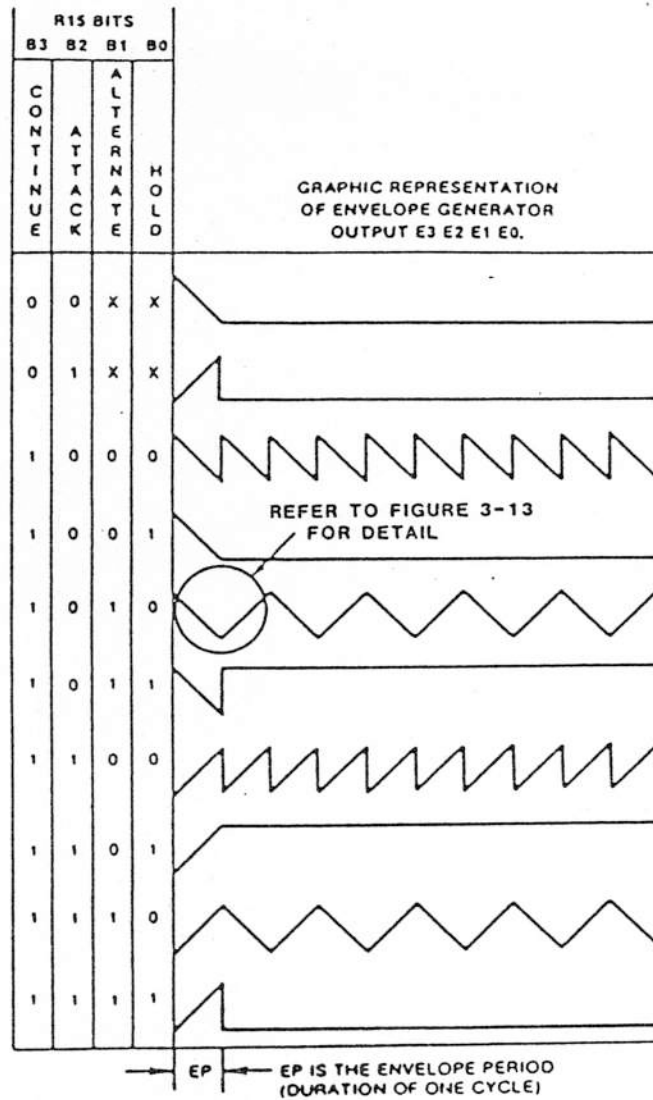 R15 BITS
B3 B2 B1 B0
CONTINUE
ATTACK
ALTERNATE
HOLD
GRAPHIC REPRESENTATION
OF ENVELOPE GENERATOR
OUTPUT E3 E2 E1 E0.
0 0 X X
0 1 X X
1 0 0 0
REFER TO FIGURE 3-13
FOR DETAIL
1 0 0 1
1 0 1 0
1 0 1 1
1 1 0 0
1 1 0 1
1 1 1 0
1 1 1 1
EP
EP IS THE ENVELOPE PERIOD
(DURATION OF ONE CYCLE)